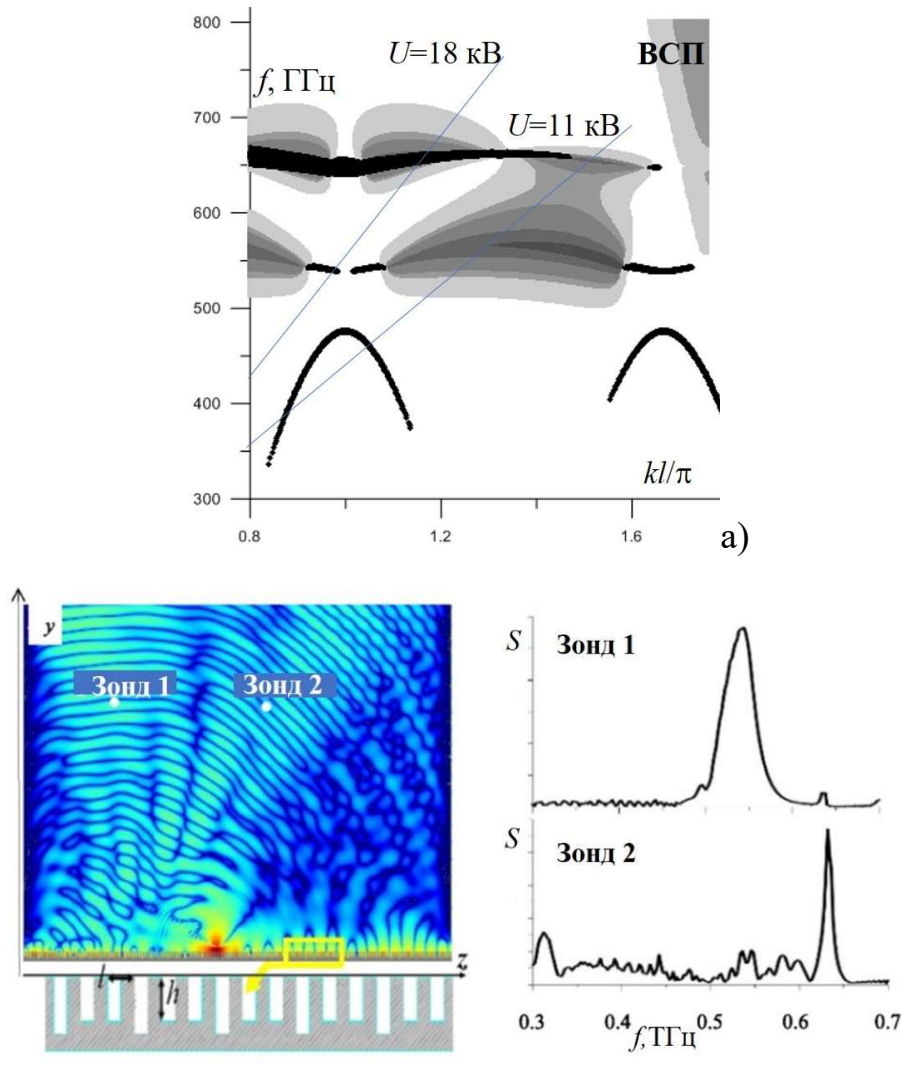 800
700
600
500
400
300
f, ГГц
U=18 кВ
U=11 кВ
ВСП
kl/π
0.8
1.2
1.6
а)
y
Зонд 1
Зонд 2
z
l
h
S
Зонд 1
S
Зонд 2
0.3
0.4
0.5
0.6
0.7
f,ТГц